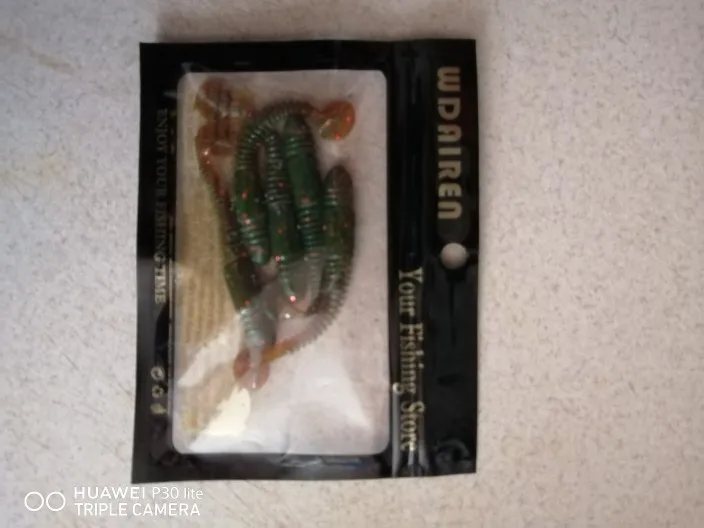 WDAIREN
Your Fishing Store
ENJOY YOUR FISHING TIME
HUAWEI P30 lite
TRIPLE CAMERA